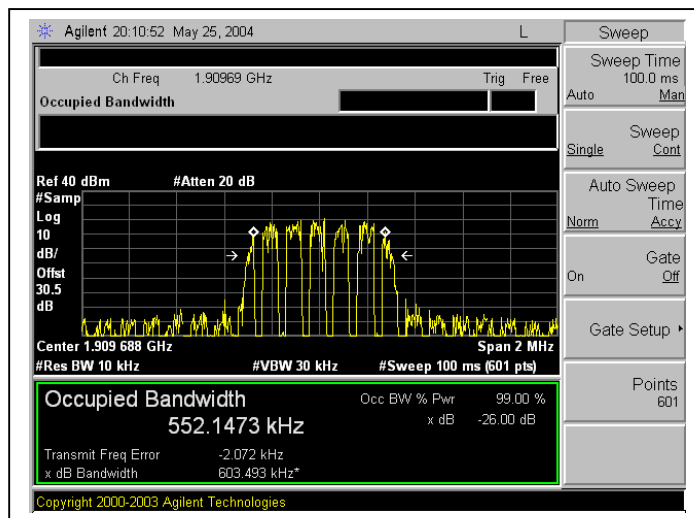 Agilent 20:10:52 May 25, 2004 L
Sweep
Ch Freq 1.90969 GHz Trig Free
Occupied Bandwidth
Sweep Time
100.0 ms
Auto Man
Sweep
Single Cont
Auto Sweep
Time
Norm Accy
Gate
On Off
Gate Setup
Points
601
Ref 40 dBm #Atten 20 dB
#Samp
Log
10
dB/
Offst
30.5
dB
Center 1.909 688 GHz Span 2 MHz
#Res BW 10 kHz #VBW 30 kHz #Sweep 100 ms (601 pts)
Occupied Bandwidth Occ BW % Pwr 99.00 %
552.1473 kHz x dB -26.00 dB
Transmit Freq Error -2.072 kHz
x dB Bandwidth 603.493 kHz*
Copyright 2000-2003 Agilent Technologies